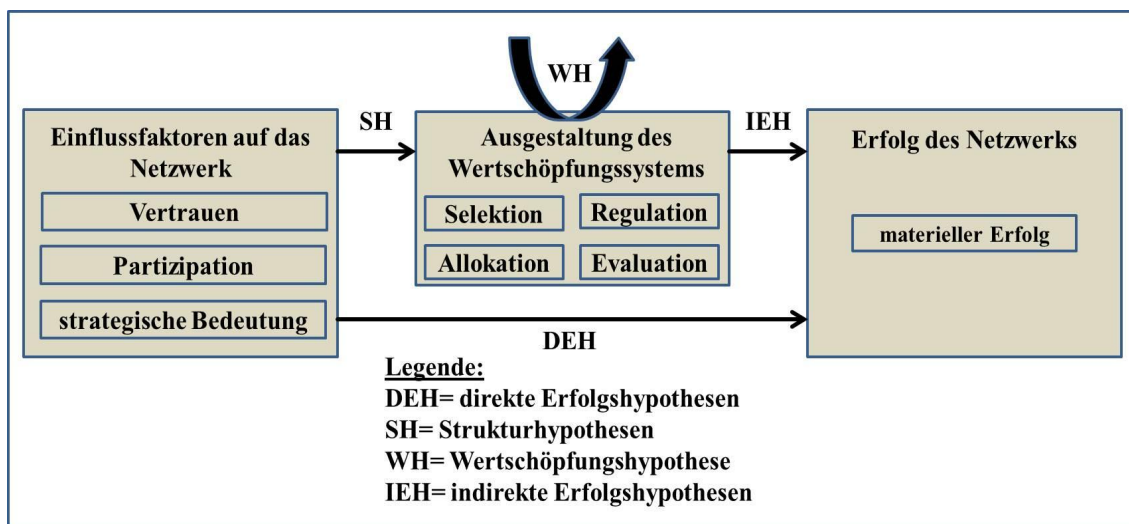 WH
SH
IEH
Einflussfaktoren auf das
Netzwerk
Vertrauen
Partizipation
strategische Bedeutung
Ausgestaltung des
Wertschöpfungssystems
Selektion
Regulation
Allokation
Evaluation
Erfolg des Netzwerks
materieller Erfolg
DEH
Legende:
DEH= direkte Erfolgshypothesen
SH= Strukturhypothesen
WH= Wertschöpfungshypothese
IEH= indirekte Erfolgshypothesen